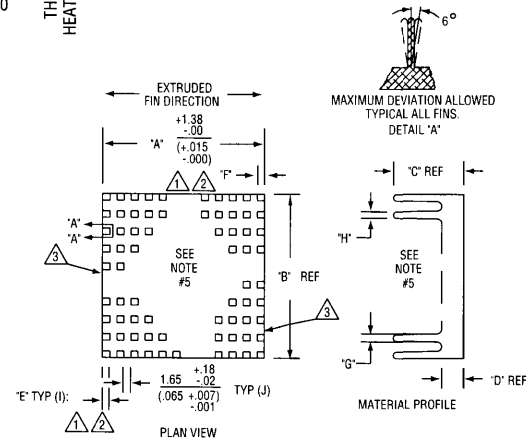 0
TH
HEAT
6°
MAXIMUM DEVIATION ALLOWED
TYPICAL ALL FINS.
DETAIL "A"
EXTRUDED
FIN DIRECTION
+1.38
"A" -.00
(+.015
-.000)
"F"
1 2
"C" REF
"A"
"A"
3
SEE
NOTE
#5
"B" REF
"H"
SEE
NOTE
#5
3
"G"
+.18
1.65 -.02
(.065 +.007)
-.001
TYP (J)
"E" TYP (I):
1 2
"D" REF
MATERIAL PROFILE
PLAN VIEW